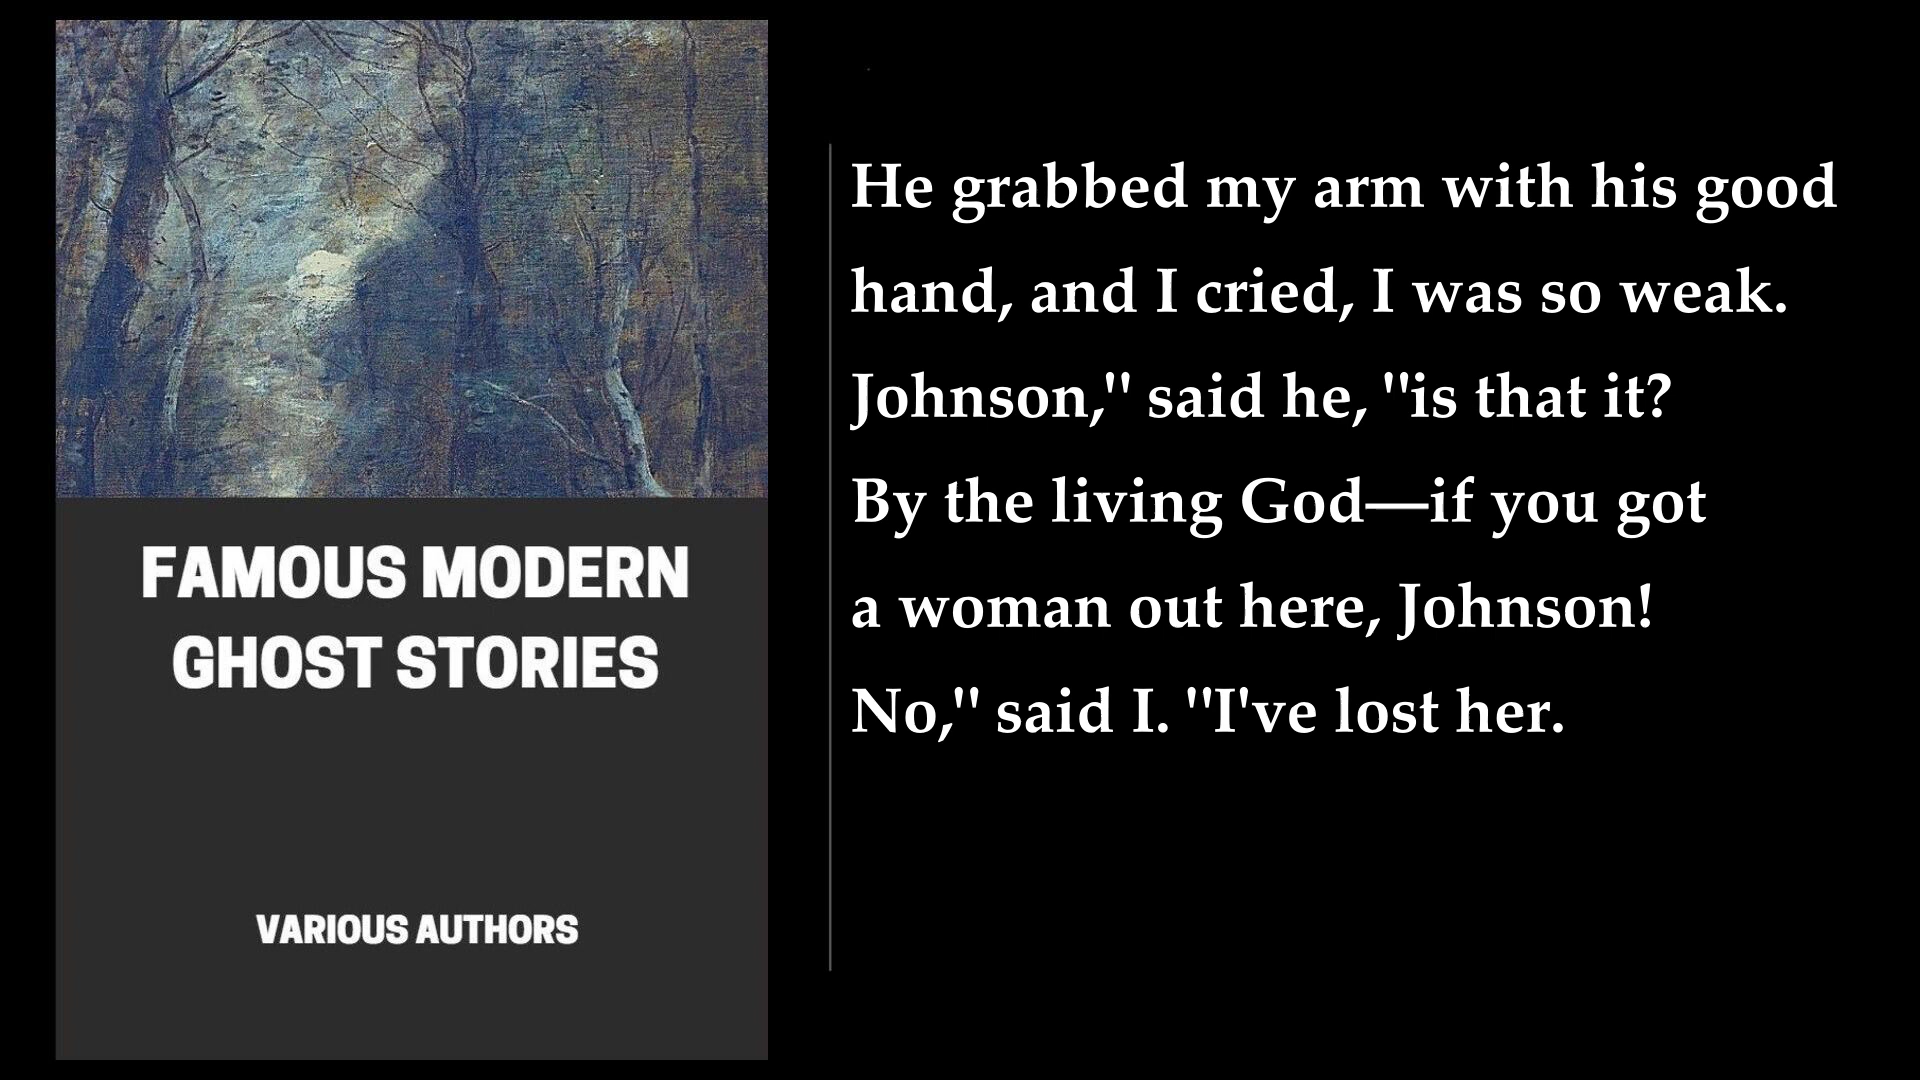 FAMOUS MODERN
GHOST STORIES
VARIOUS AUTHORS
He grabbed my arm with his good
hand, and I cried, I was so weak.
Johnson," said he, "is that it?
By the living God—if you got
a woman out here, Johnson!
No," said I. "I've lost her.